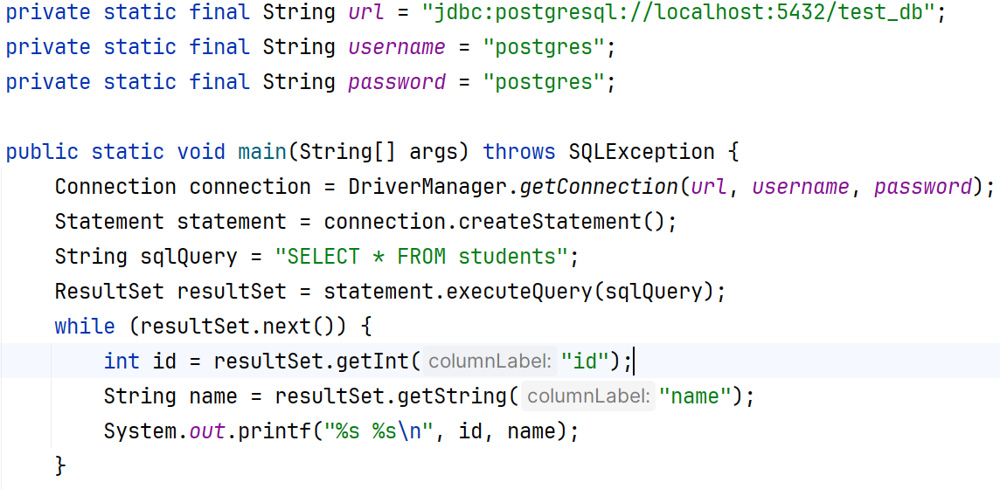 private static final String url = "jdbc:postgresql://localhost:5432/test_db";
private static final String username = "postgres";
private static final String password = "postgres";
public static void main(String[] args) throws SQLException {
    Connection connection = DriverManager.getConnection(url, username, password);
    Statement statement = connection.createStatement();
    String sqlQuery = "SELECT * FROM students";
    ResultSet resultSet = statement.executeQuery(sqlQuery);
    while (resultSet.next()) {
        int id = resultSet.getInt( columnLabel: "id");
        String name = resultSet.getString( columnLabel: "name");
        System.out.printf("%s %s\n", id, name);
    }